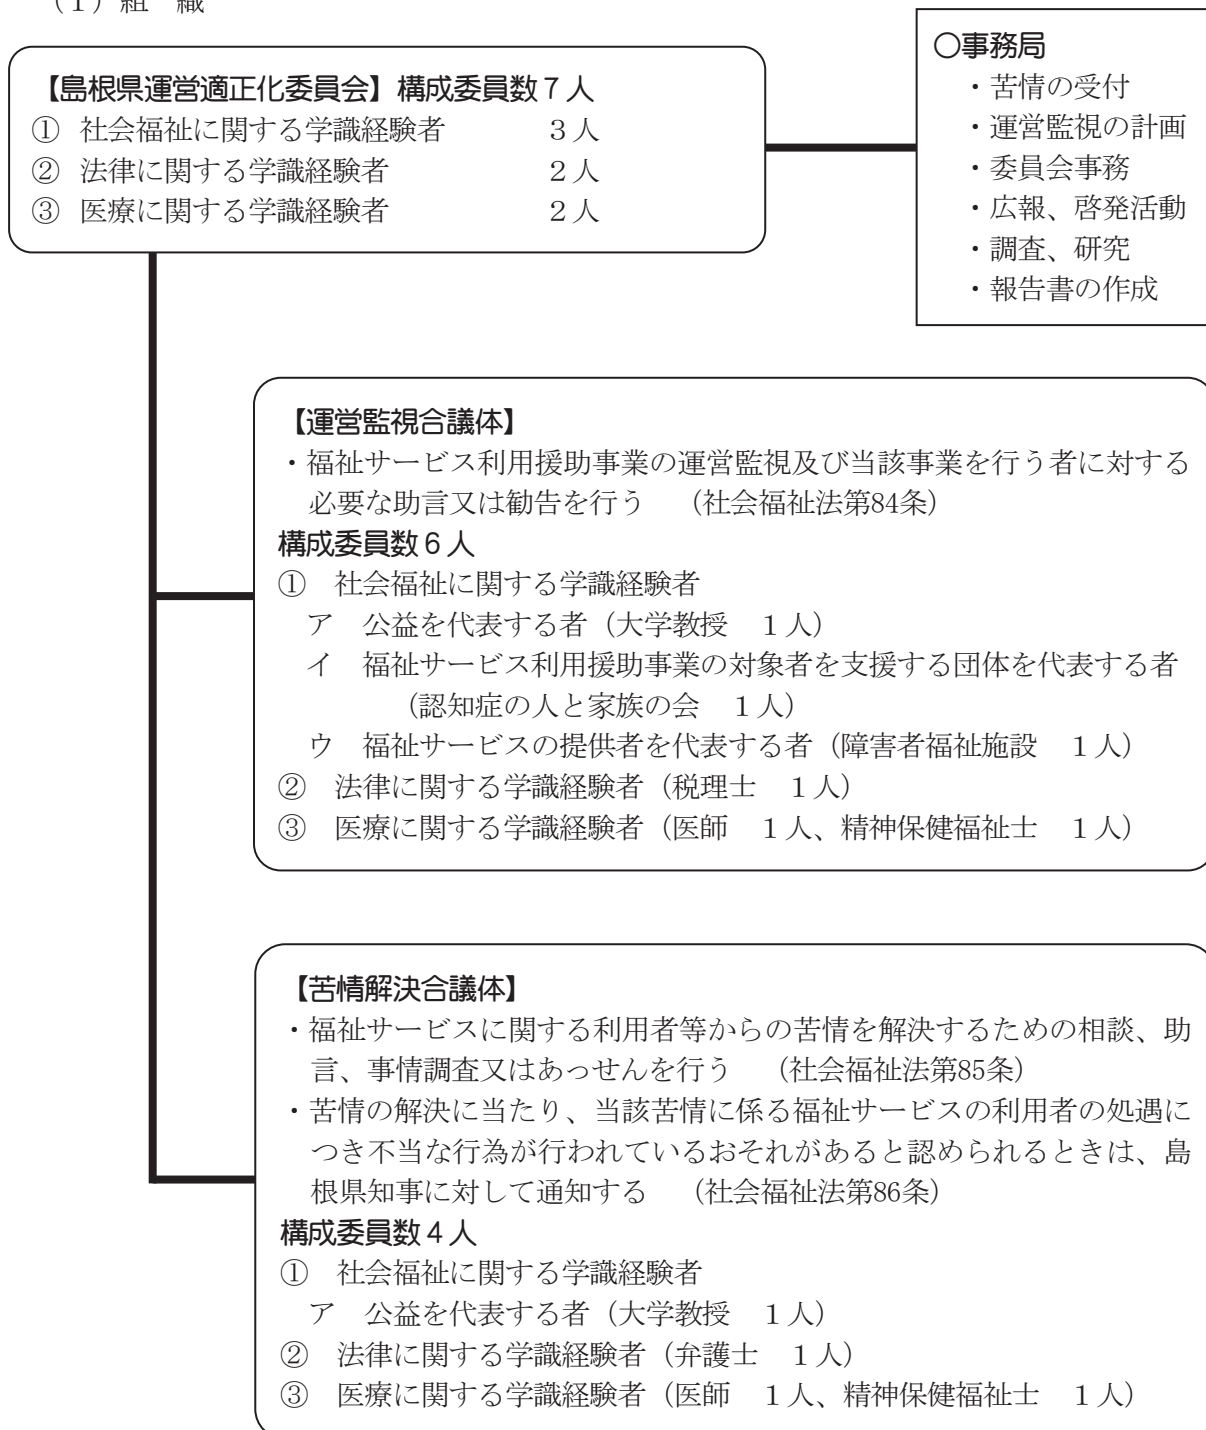 （１）組　織
【島根県運営適正化委員会】構成委員数７人
①　社会福祉に関する学識経験者　　　　３人
②　法律に関する学識経験者　　　　　　２人
③　医療に関する学識経験者　　　　　　２人
○事務局
・苦情の受付
・運営監視の計画
・委員会事務
・広報、啓発活動
・調査、研究
・報告書の作成
【運営監視合議体】
・福祉サービス利用援助事業の運営監視及び当該事業を行う者に対する
必要な助言又は勧告を行う　（社会福祉法第84条）
構成委員数６人
①　社会福祉に関する学識経験者
ア　公益を代表する者（大学教授　１人）
イ　福祉サービス利用援助事業の対象者を支援する団体を代表する者
（認知症の人と家族の会　１人）
ウ　福祉サービスの提供者を代表する者（障害者福祉施設　１人）
②　法律に関する学識経験者（税理士　１人）
③　医療に関する学識経験者（医師　１人、精神保健福祉士　１人）
【苦情解決合議体】
・福祉サービスに関する利用者等からの苦情を解決するための相談、助
言、事情調査又はあっせんを行う　（社会福祉法第85条）
・苦情の解決に当たり、当該苦情に係る福祉サービスの利用者の処遇に
つき不当な行為が行われているおそれがあると認められるときは、島
根県知事に対して通知する　（社会福祉法第86条）
構成委員数４人
①　社会福祉に関する学識経験者
ア　公益を代表する者（大学教授　１人）
②　法律に関する学識経験者（弁護士　１人）
③　医療に関する学識経験者（医師　１人、精神保健福祉士　１人）